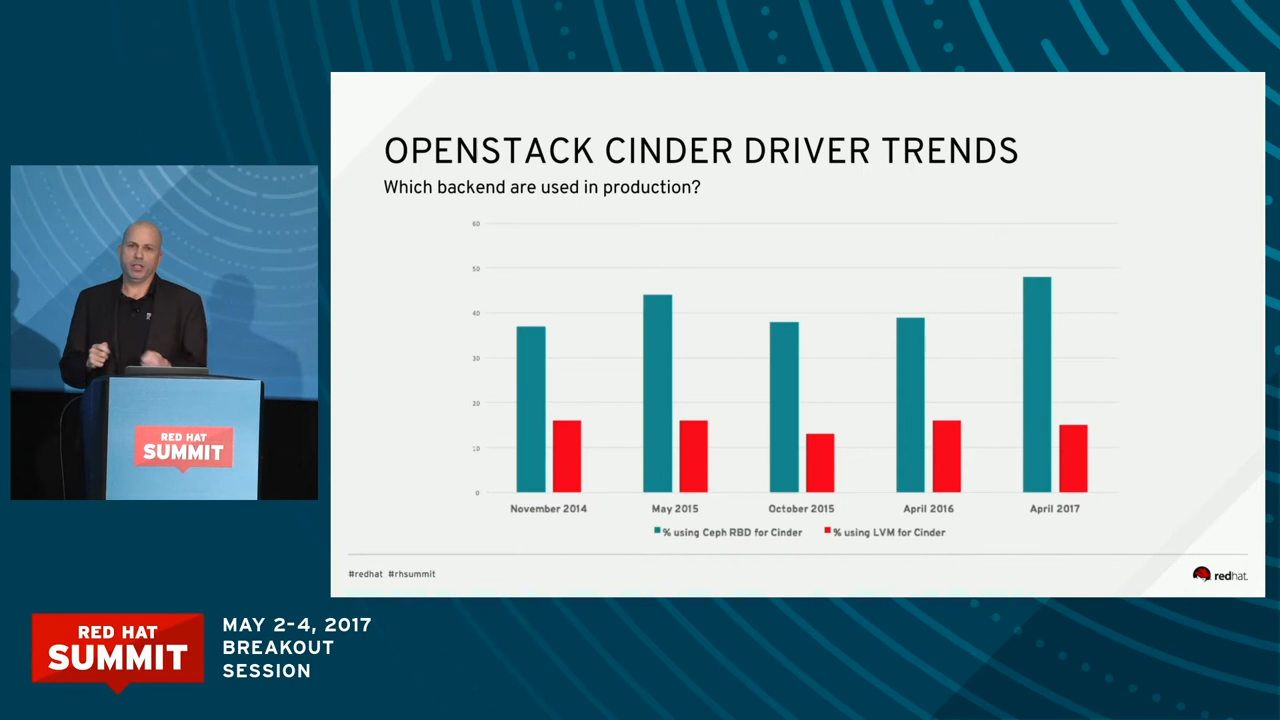 OPENSTACK CINDER DRIVER TRENDS
Which backend are used in production?
60
50
40
30
20
10
0
November 2014
May 2015
October 2015
April 2016
April 2017
% using Ceph RBD for Cinder
% using LVM for Cinder
#redhat #rhsummit
redhat.
RED HAT
SUMMIT
RED HAT
SUMMIT
MAY 2-4, 2017
BREAKOUT
SESSION